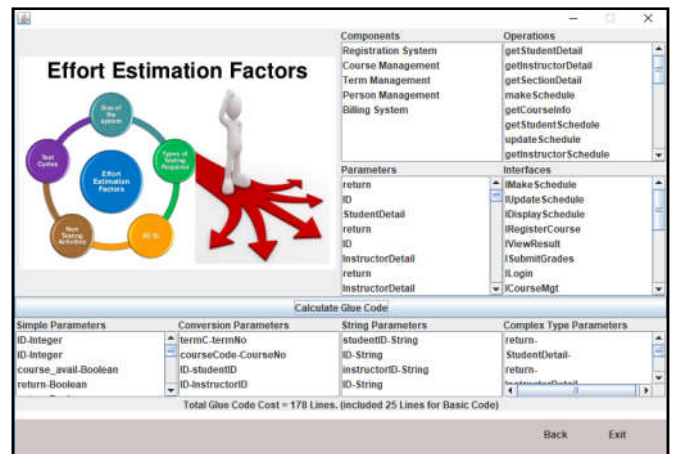 Components
Operations
Effort Estimation Factors
Size of
the
system
Test
Cycles
Types of
Testing
Required
Effort
Estimation
Factors
Non
Testing
Activities
Registration System
Course Management
Term Management
Person Management
Billing System
getStudentDetail
getInstructorDetail
getSectionDetail
makeSchedule
getCourseInfo
getStudentSchedule
updateSchedule
getInstructorSchedule
Parameters
return
ID
StudentDetail
return
ID
InstructorDetail
return
InstructorDetail
Interfaces
IMakeSchedule
IUpdateSchedule
IDisplaySchedule
IRegisterCourse
IViewResult
ISubmitGrades
ILogin
ICourseMgt
Calculate Glue Code
Simple Parameters
ID-Integer
ID-Integer
course_avail-Boolean
return-Boolean
Conversion Parameters
termC-termNo
courseCode-CourseNo
ID-studentID
ID-InstructorID
String Parameters
studentID-String
ID-String
instructorID-String
ID-String
Complex Type Parameters
return-
StudentDetail-
return-
InstructorDetail
Total Glue Code Cost = 178 Lines. (included 25 Lines for Basic Code)
Back
Exit